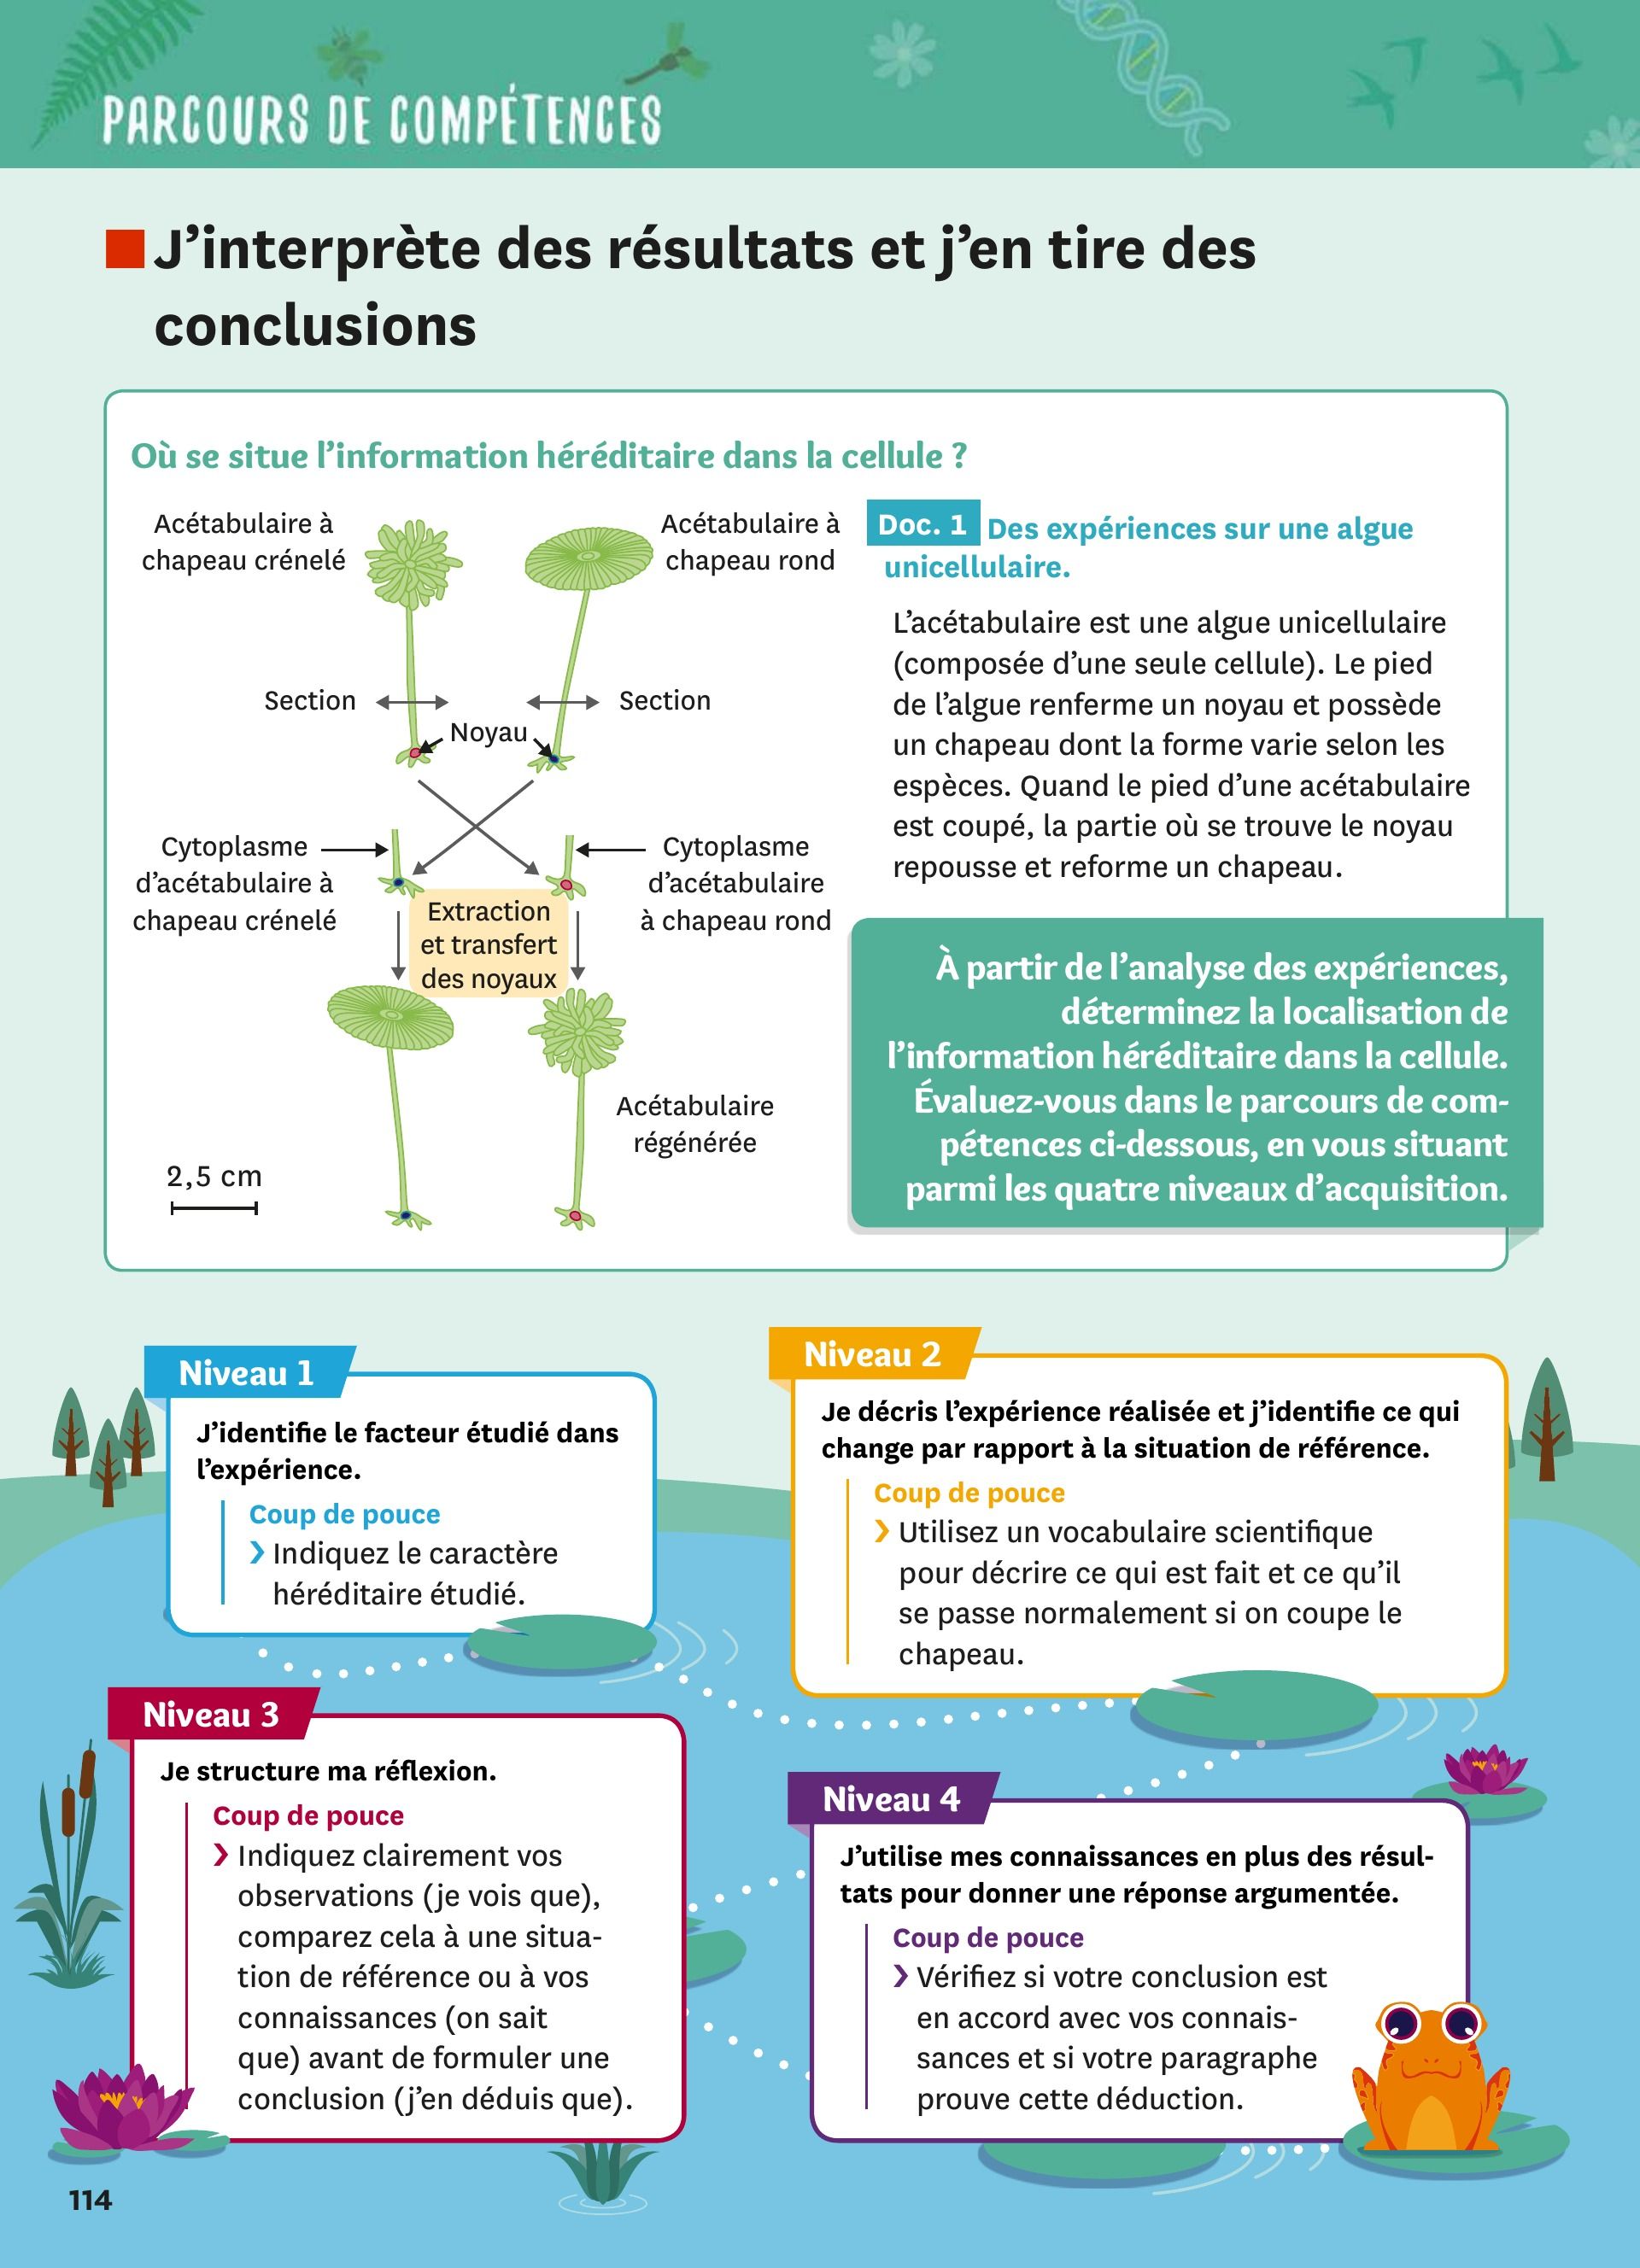 PARCOURS DE COMPÉTENCES
J’interprète des résultats et j’en tire des
conclusions
Où se situe l’information héréditaire dans la cellule ?
Acétabulaire à
chapeau crénelé
Acétabulaire à
chapeau rond
Section
Section
Noyau
Cytoplasme
d’acétabulaire à
chapeau crénelé
Cytoplasme
d’acétabulaire
à chapeau rond
Extraction
et transfert
des noyaux
Acétabulaire
régénérée
2,5 cm
Doc. 1 Des expériences sur une algue
unicellulaire.
L’acétabulaire est une algue unicellulaire
(composée d’une seule cellule). Le pied
de l’algue renferme un noyau et possède
un chapeau dont la forme varie selon les
espèces. Quand le pied d’une acétabulaire
est coupé, la partie où se trouve le noyau
repousse et reforme un chapeau.
À partir de l’analyse des expériences,
déterminez la localisation de
l’information héréditaire dans la cellule.
Évaluez-vous dans le parcours de com-
pétences ci-dessous, en vous situant
parmi les quatre niveaux d’acquisition.
Niveau 1
J’identifie le facteur étudié dans
l’expérience.
Coup de pouce
› Indiquez le caractère
héréditaire étudié.
Niveau 2
Je décris l’expérience réalisée et j’identifie ce qui
change par rapport à la situation de référence.
Coup de pouce
› Utilisez un vocabulaire scientifique
pour décrire ce qui est fait et ce qu’il
se passe normalement si on coupe le
chapeau.
Niveau 3
Je structure ma réflexion.
Coup de pouce
› Indiquez clairement vos
observations (je vois que),
comparez cela à une situa-
tion de référence ou à vos
connaissances (on sait
que) avant de formuler une
conclusion (j’en déduis que).
Niveau 4
J’utilise mes connaissances en plus des résul-
tats pour donner une réponse argumentée.
Coup de pouce
› Vérifiez si votre conclusion est
en accord avec vos connais-
sances et si votre paragraphe
prouve cette déduction.
114